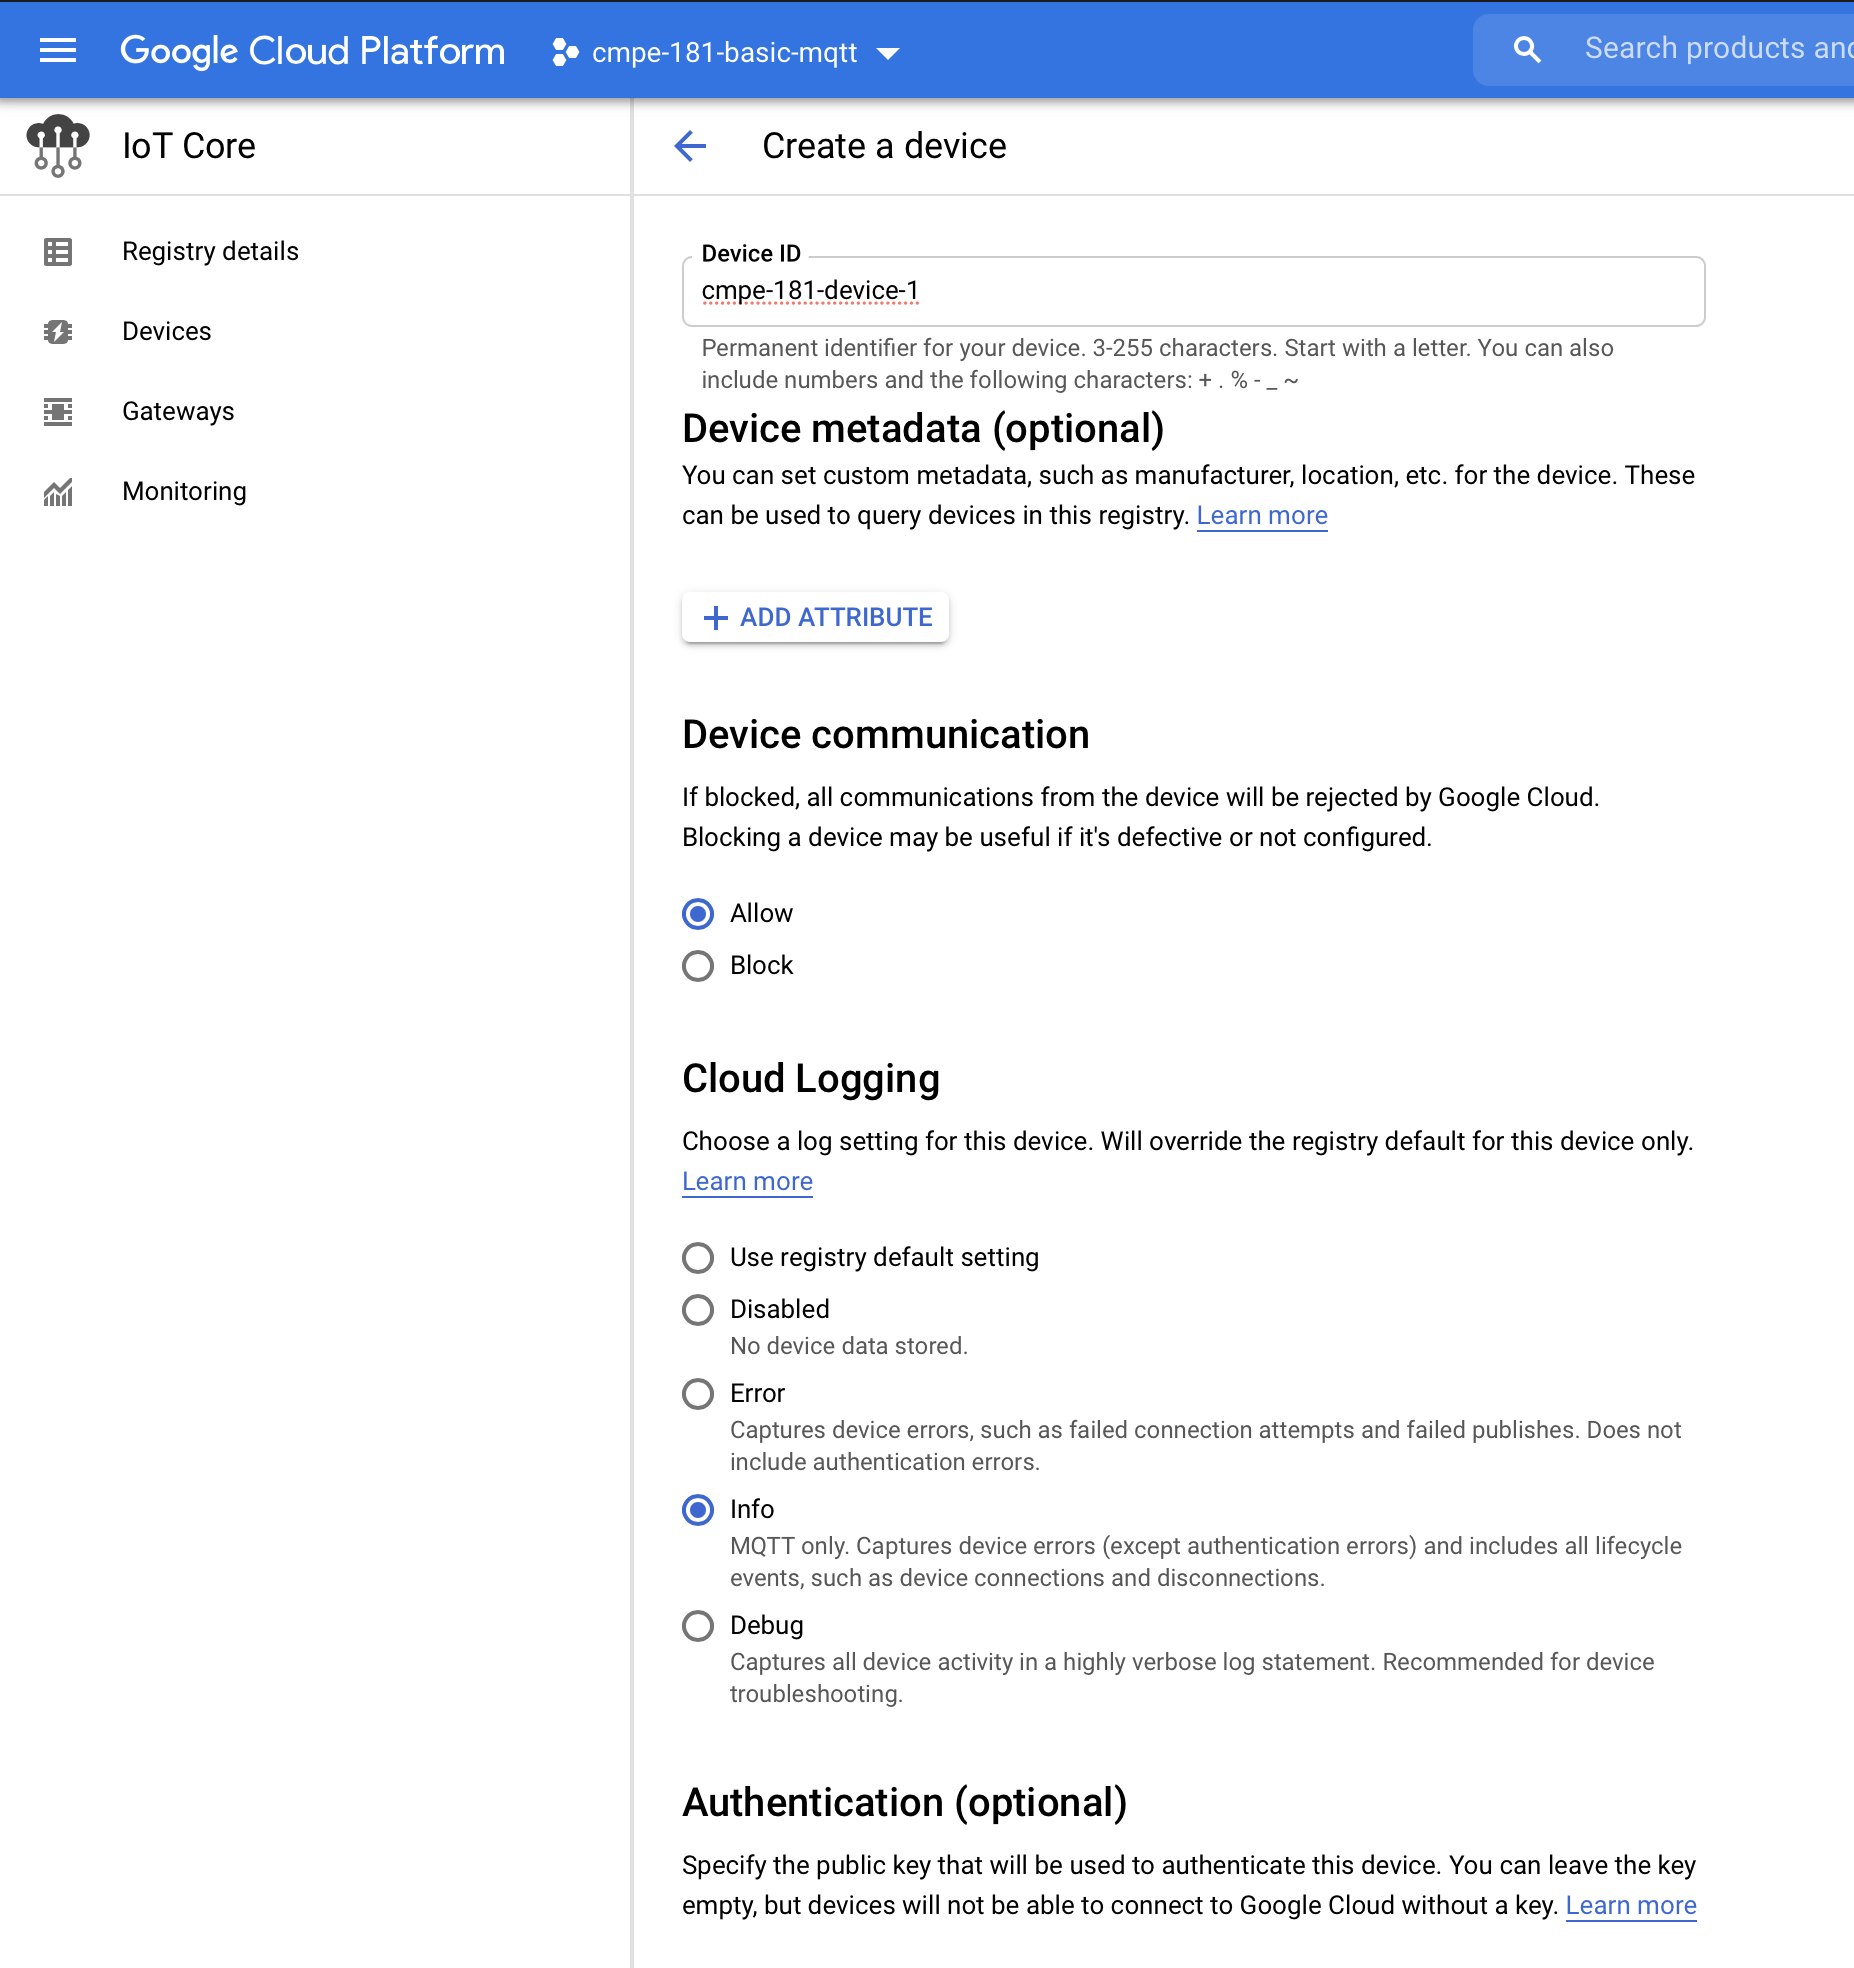 Google Cloud Platform
cmpe-181-basic-mqtt
Search products and
IoT Core
Registry details
Devices
Gateways
Monitoring
Create a device
Device ID
cmpe-181-device-1
Permanent identifier for your device. 3-255 characters. Start with a letter. You can also
include numbers and the following characters: + . % - _ ~
Device metadata (optional)
You can set custom metadata, such as manufacturer, location, etc. for the device. These
can be used to query devices in this registry. Learn more
ADD ATTRIBUTE
Device communication
If blocked, all communications from the device will be rejected by Google Cloud.
Blocking a device may be useful if it's defective or not configured.
Allow
Block
Cloud Logging
Choose a log setting for this device. Will override the registry default for this device only.
Learn more
Use registry default setting
Disabled
No device data stored.
Error
Captures device errors, such as failed connection attempts and failed publishes. Does not
include authentication errors.
Info
MQTT only. Captures device errors (except authentication errors) and includes all lifecycle
events, such as device connections and disconnections.
Debug
Captures all device activity in a highly verbose log statement. Recommended for device
troubleshooting.
Authentication (optional)
Specify the public key that will be used to authenticate this device. You can leave the key
empty, but devices will not be able to connect to Google Cloud without a key. Learn more